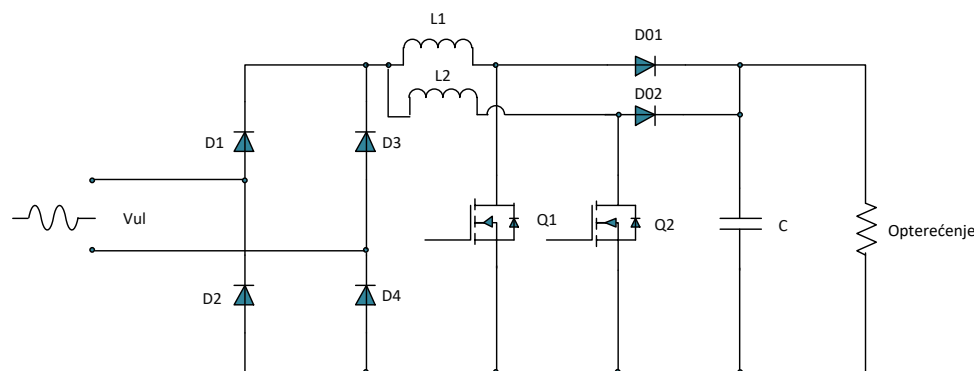 L1
D01
L2
D02
D1
D3
Vul
Q1
Q2
C
Opterećenje
D2
D4